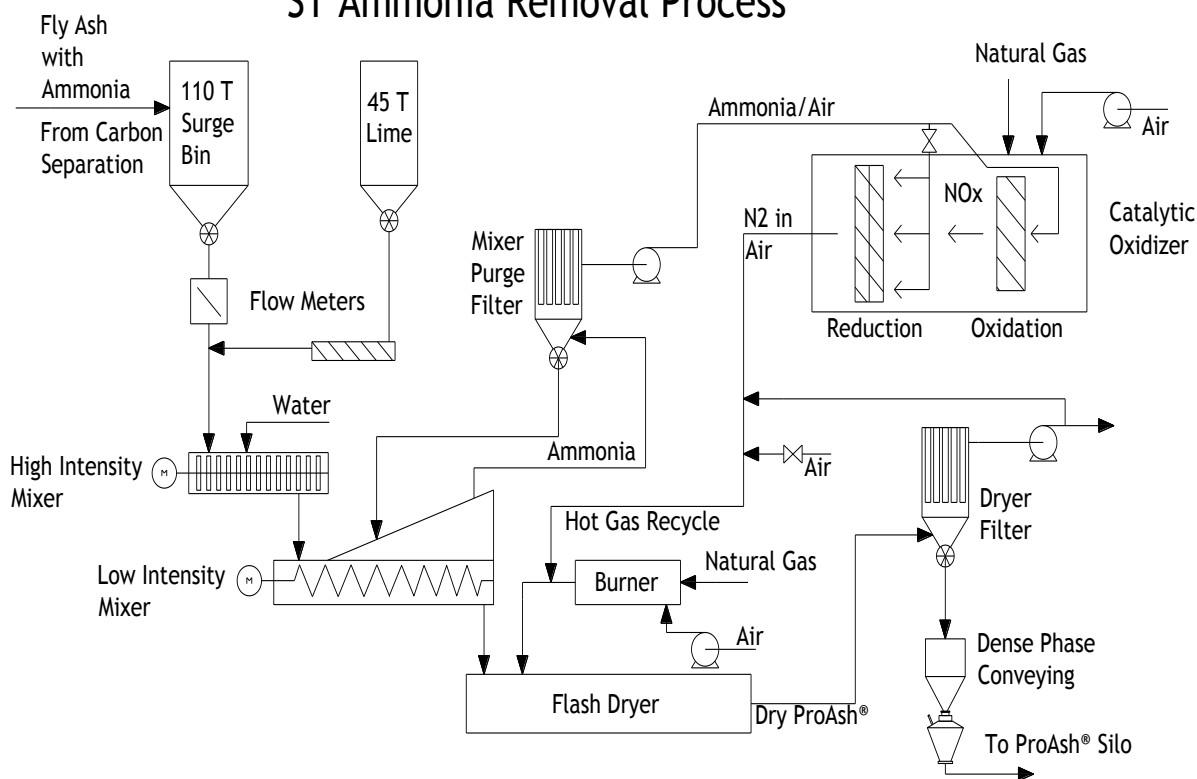 ST Ammonia Removal Process
Fly Ash
with
Ammonia
From Carbon
Separation
110 T
Surge
Bin
45 T
Lime
Natural Gas
Air
Ammonia/Air
NOx
N2 in
Air
Catalytic
Oxidizer
Reduction
Oxidation
Mixer
Purge
Filter
Flow Meters
Water
High Intensity
Mixer
M
Ammonia
Air
Dryer
Filter
Hot Gas Recycle
Low Intensity
Mixer
M
Burner
Natural Gas
Air
Dense Phase
Conveying
Flash Dryer
Dry ProAsh®
To ProAsh® Silo